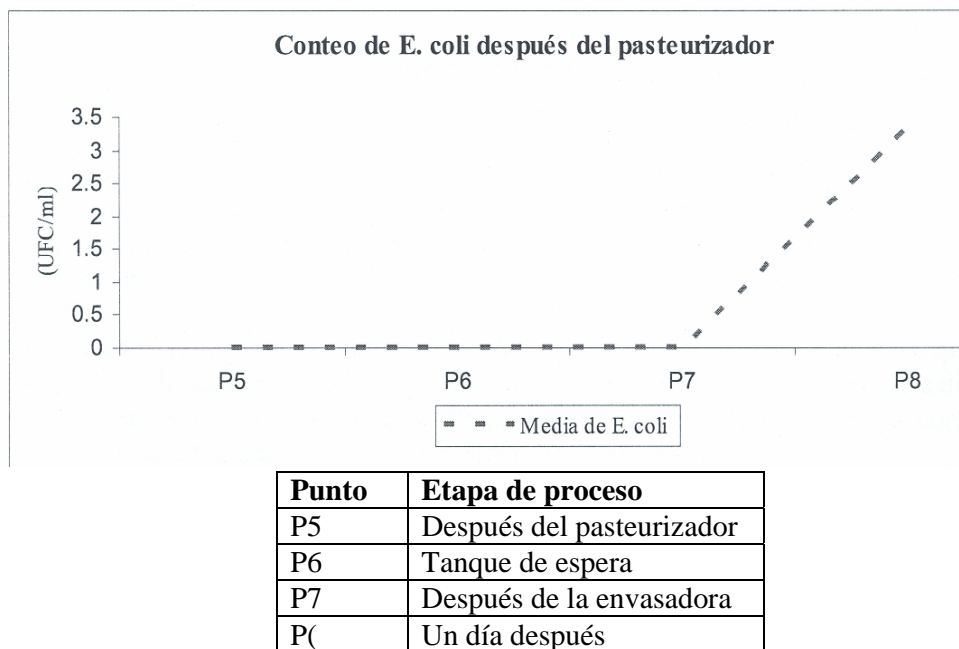 Conteo de E. coli después del pasteurizador
3.5
3
2.5
2
1.5
1
0.5
0
(UFC/ml)
P5 P6 P7 P8
Media de E. coli
Punto Etapa de proceso
P5 Después del pasteurizador
P6 Tanque de espera
P7 Después de la envasadora
P( Un día después